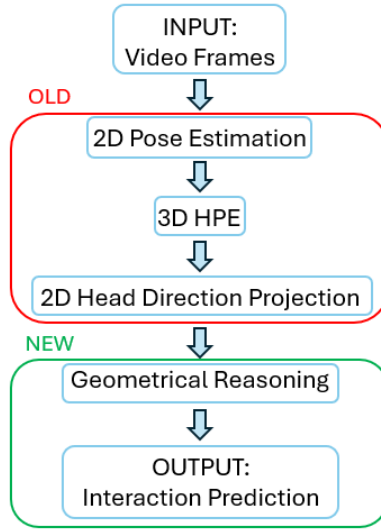 INPUT:
Video Frames
OLD
2D Pose Estimation
3D HPE
2D Head Direction Projection
NEW
Geometrical Reasoning
OUTPUT:
Interaction Prediction